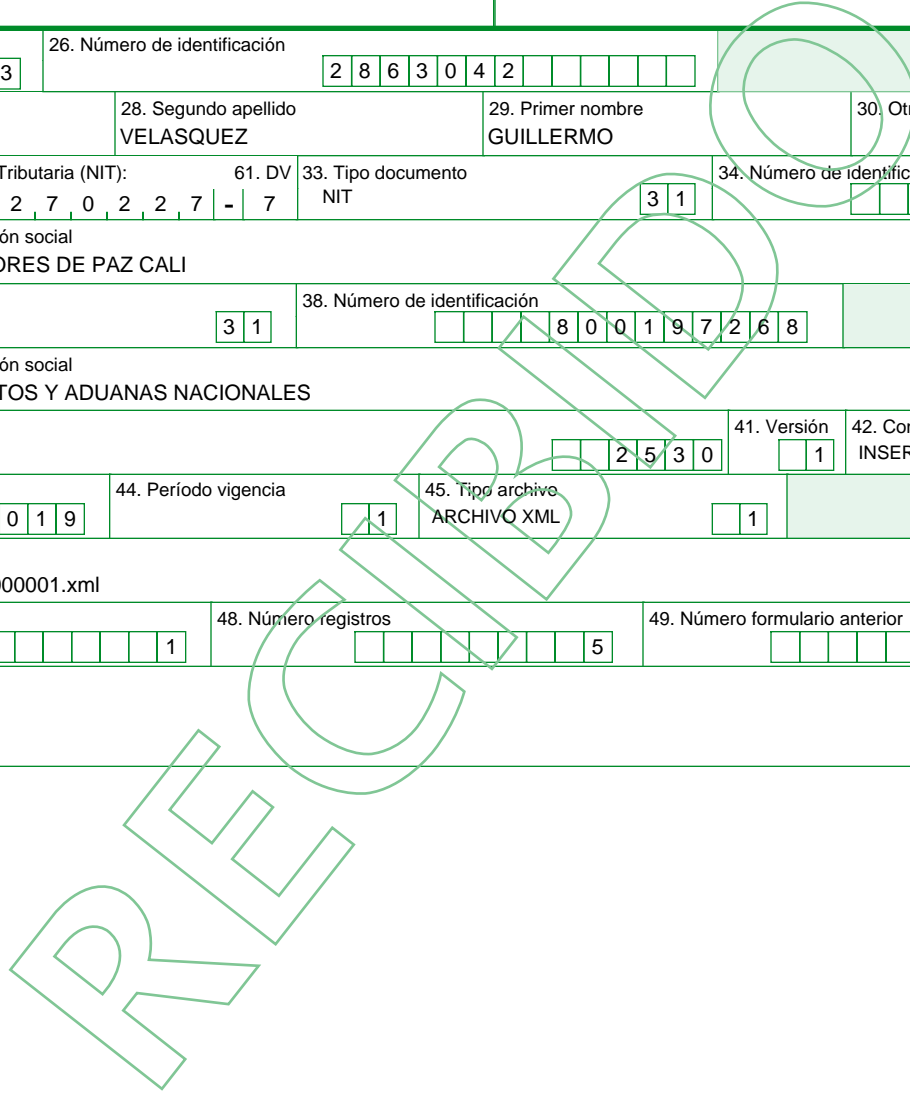 26. Número de identificación
3 2 8 6 3 0 4 2
28. Segundo apellido 29. Primer nombre 30. Otr
VELASQUEZ GUILLERMO
Tributaria (NIT): 61. DV 33. Tipo documento 34. Número de identific
2 7 0 2 2 7 - 7 NIT 3 1
ón social
ORES DE PAZ CALI
38. Número de identificación
3 1 8 0 0 1 9 7 2 6 8
ón social
TOS Y ADUANAS NACIONALES
41. Versión 42. Con
2 5 3 0 1 INSER
44. Período vigencia 45. Tipo archivo
0 1 9 1 ARCHIVO XML 1
000001.xml
48. Número registros 49. Número formulario anterior
1 5
RECIBIDO